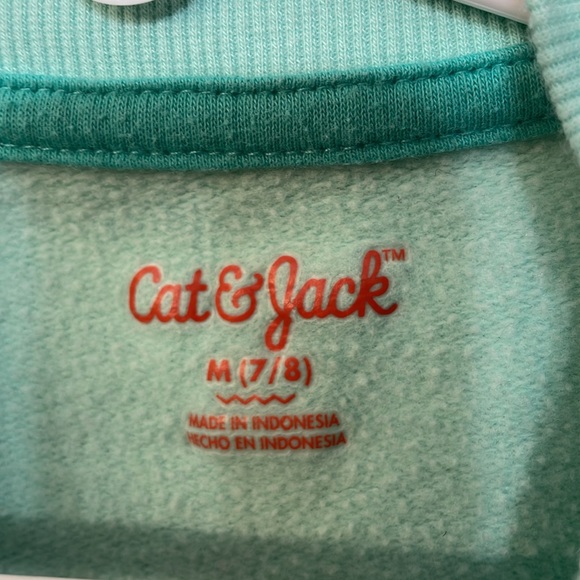 Cat & Jack™
M (7/8)
MADE IN INDONESIA
HECHO EN INDONESIA